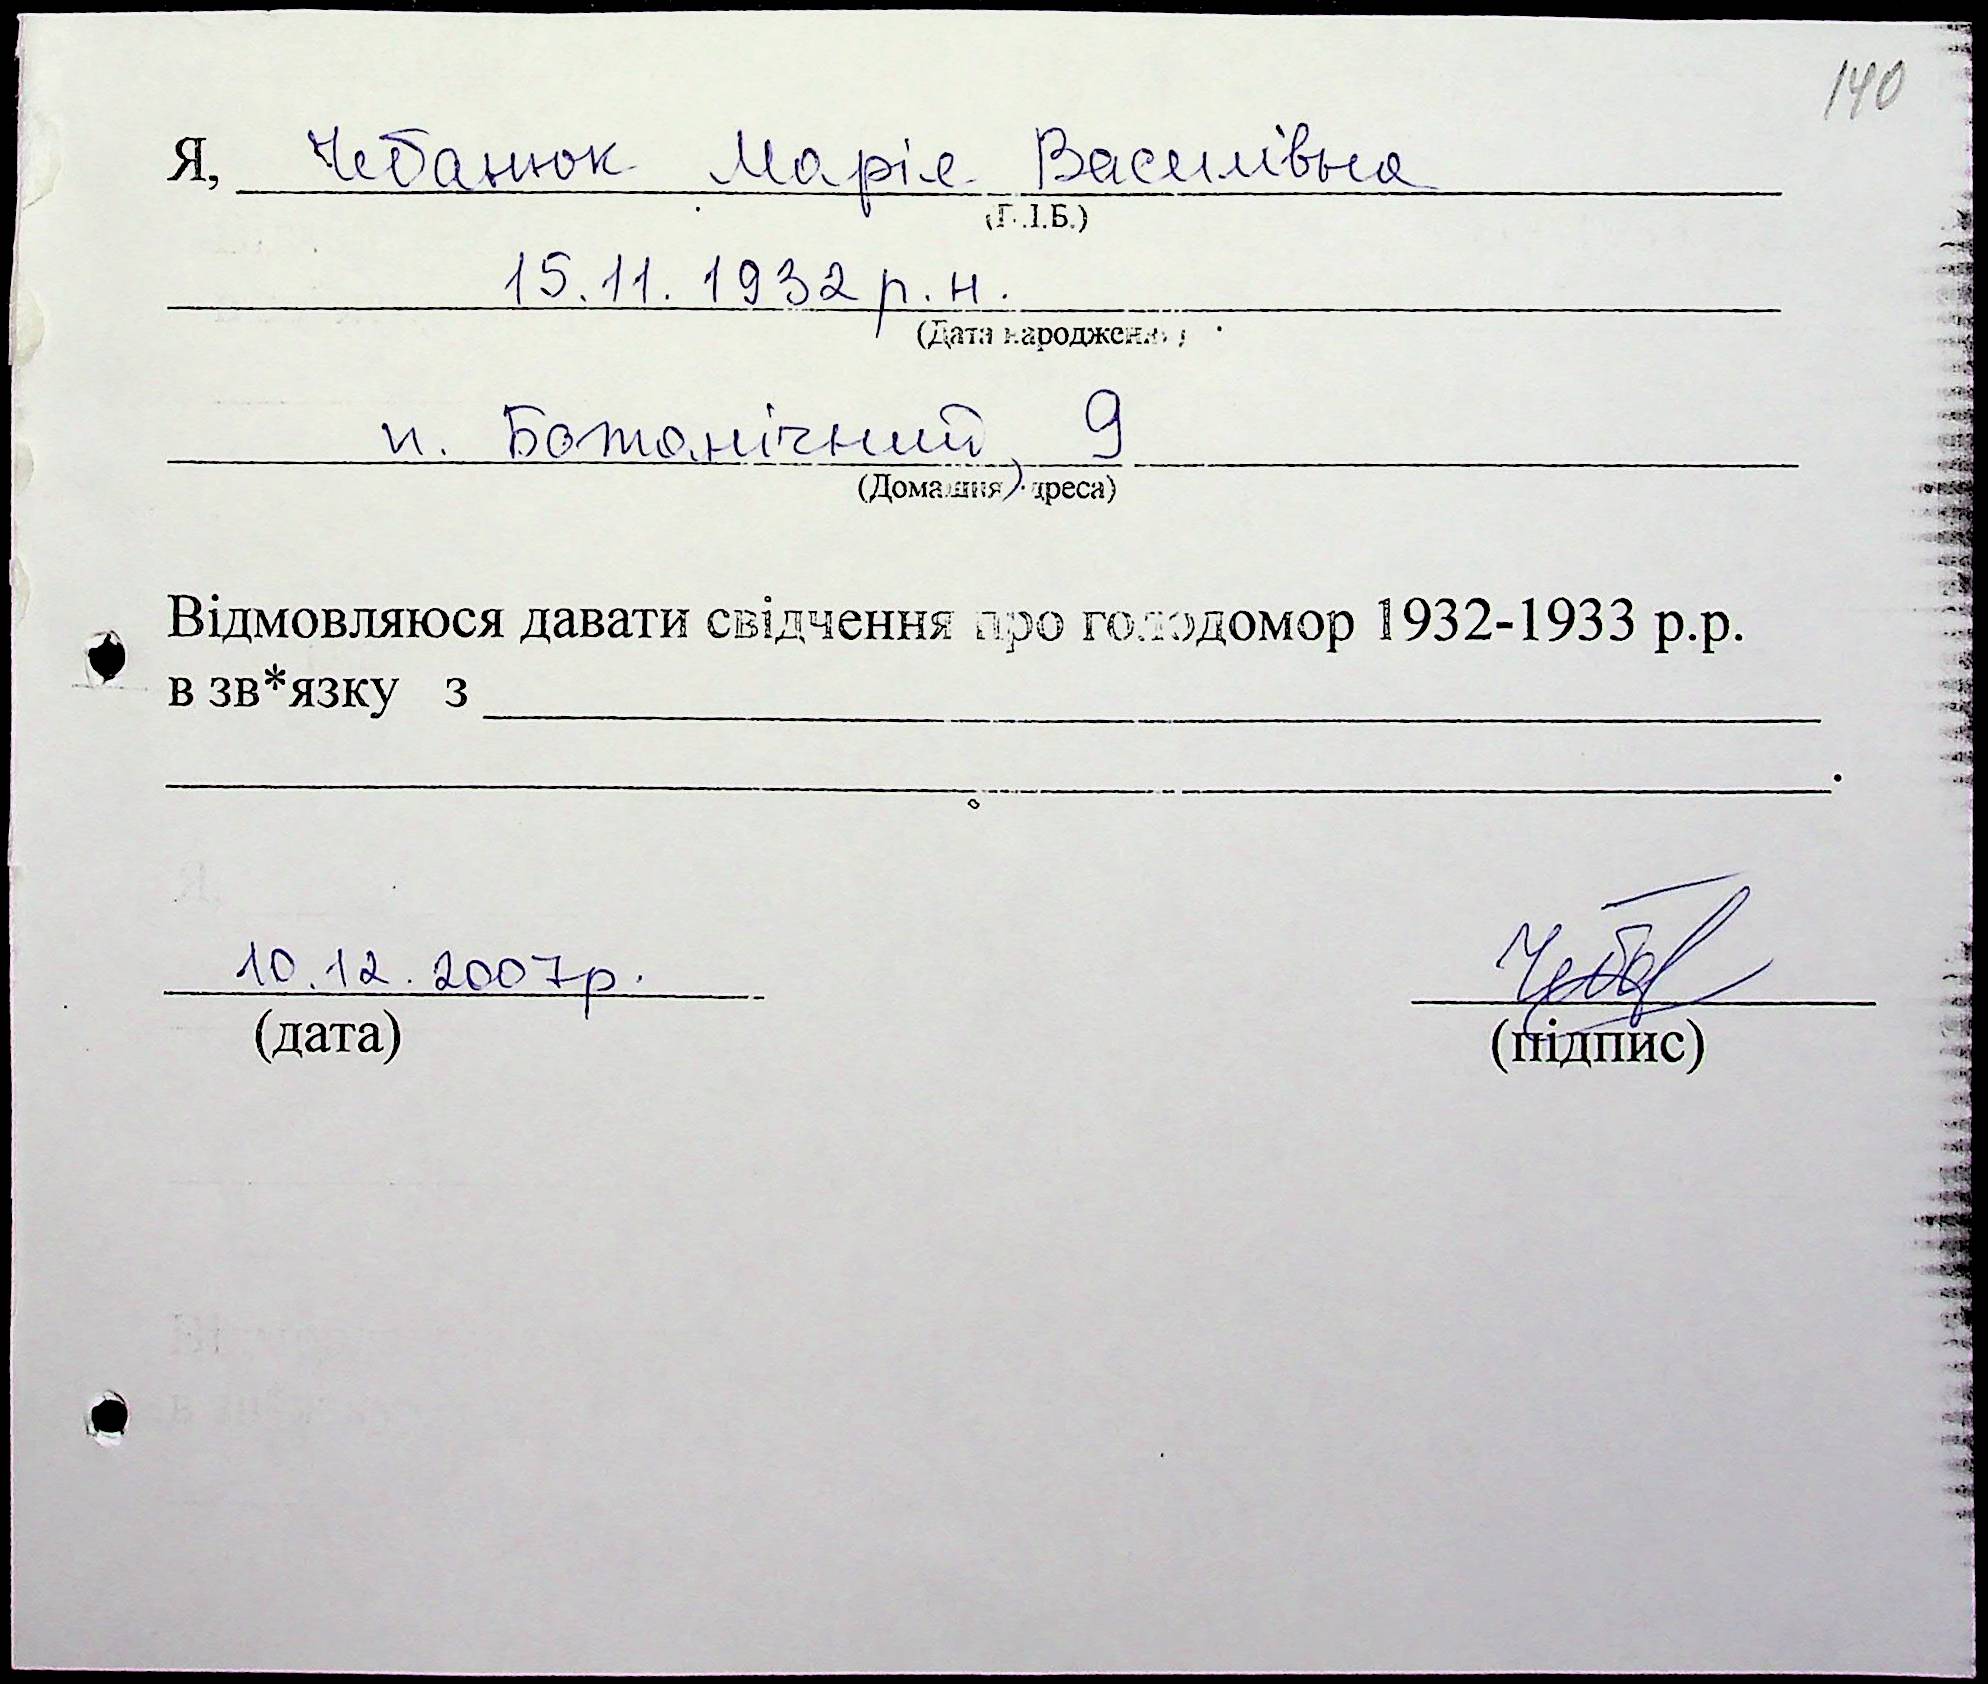 140
Я, Чебанюк Марія Василівна
(П.І.Б.)
15.11.1932 р.н.
(Дата народження)
п. Ботанічний, 9
(Домашня адреса)
Відмовляюся давати свідчення про голодомор 1932-1933 р.р.
в зв*язку з
.
10.12.2007р.
(дата)
(підпис)